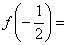 f(-1/2) =